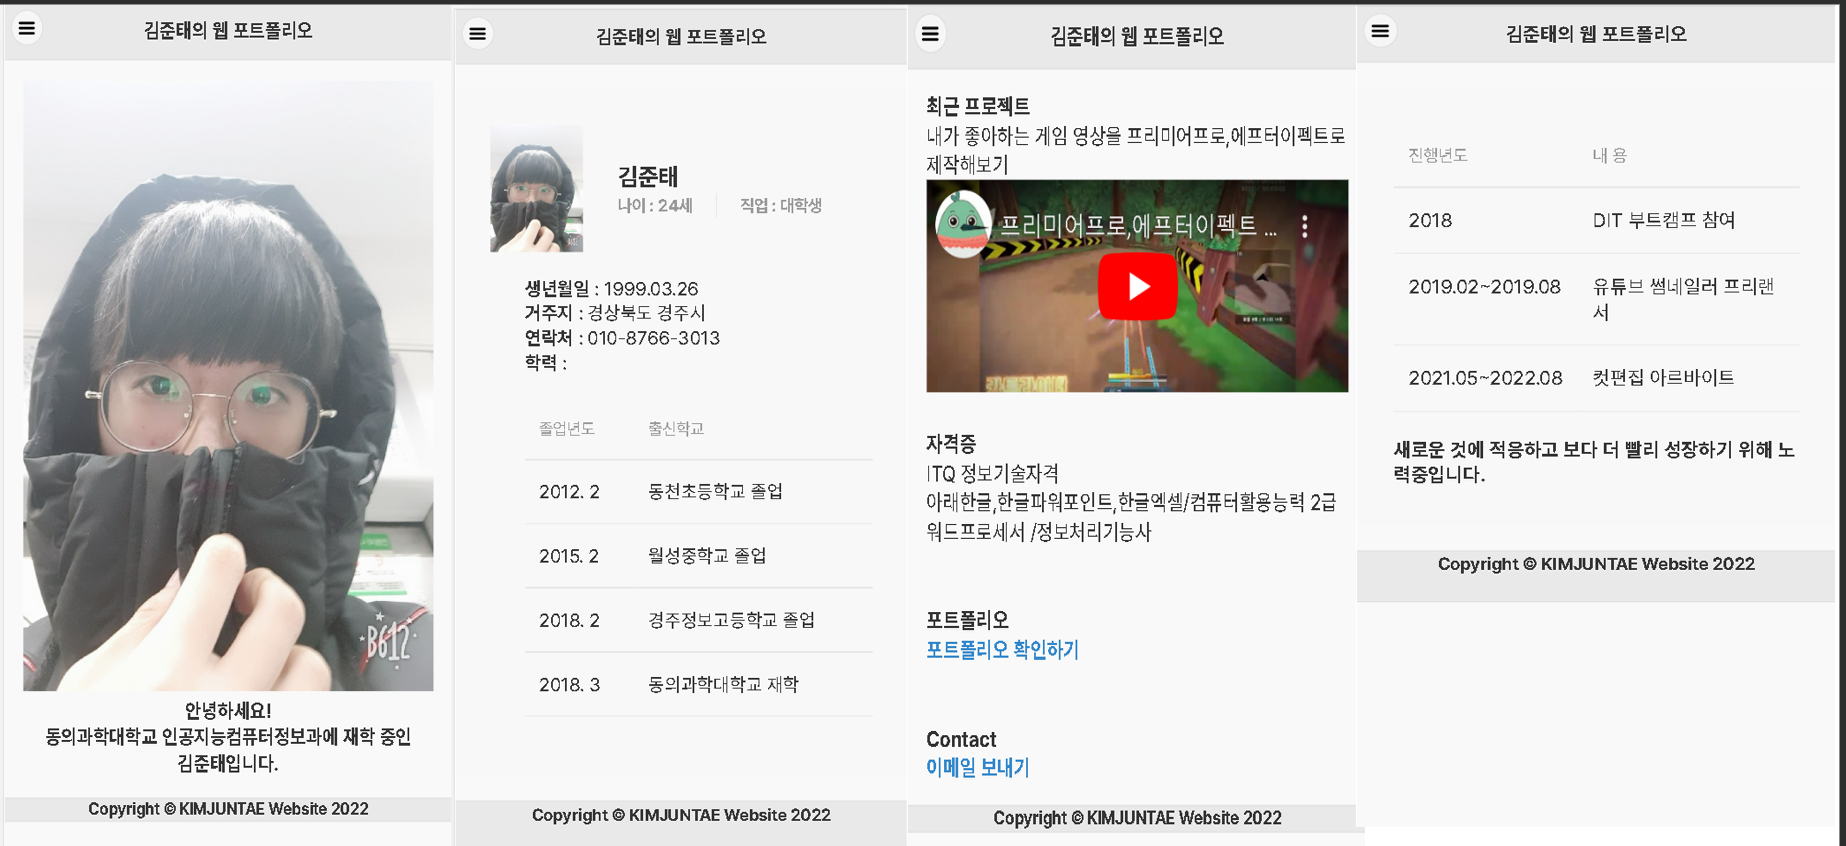 김준태의 웹 포트폴리오
B612
안녕하세요!
동의과학대학교 인공지능컴퓨터정보과에 재학 중인
김준태입니다.
Copyright © KIMJUNTAE Website 2022
김준태의 웹 포트폴리오
김준태
나이 : 24세
직업 : 대학생
생년월일 : 1999.03.26
거주지 : 경상북도 경주시
연락처 : 010-8766-3013
학력 :
졸업년도 출신학교
2012. 2 동천초등학교 졸업
2015. 2 월성중학교 졸업
2018. 2 경주정보고등학교 졸업
2018. 3 동의과학대학교 재학
Copyright © KIMJUNTAE Website 2022
김준태의 웹 포트폴리오
최근 프로젝트
내가 좋아하는 게임 영상을 프리미어프로,에프터이펙트로
제작해보기
프리미어프로,에프터이펙트 ...
자격증
ITQ 정보기술자격
아래한글,한글파워포인트,한글엑셀/컴퓨터활용능력 2급
워드프로세서 /정보처리기능사
포트폴리오
포트폴리오 확인하기
Contact
이메일 보내기
Copyright © KIMJUNTAE Website 2022
김준태의 웹 포트폴리오
진행년도 내 용
2018 DIT 부트캠프 참여
2019.02~2019.08 유튜브 썸네일러 프리랜
서
2021.05~2022.08 컷편집 아르바이트
새로운 것에 적응하고 보다 더 빨리 성장하기 위해 노
력중입니다.
Copyright © KIMJUNTAE Website 2022